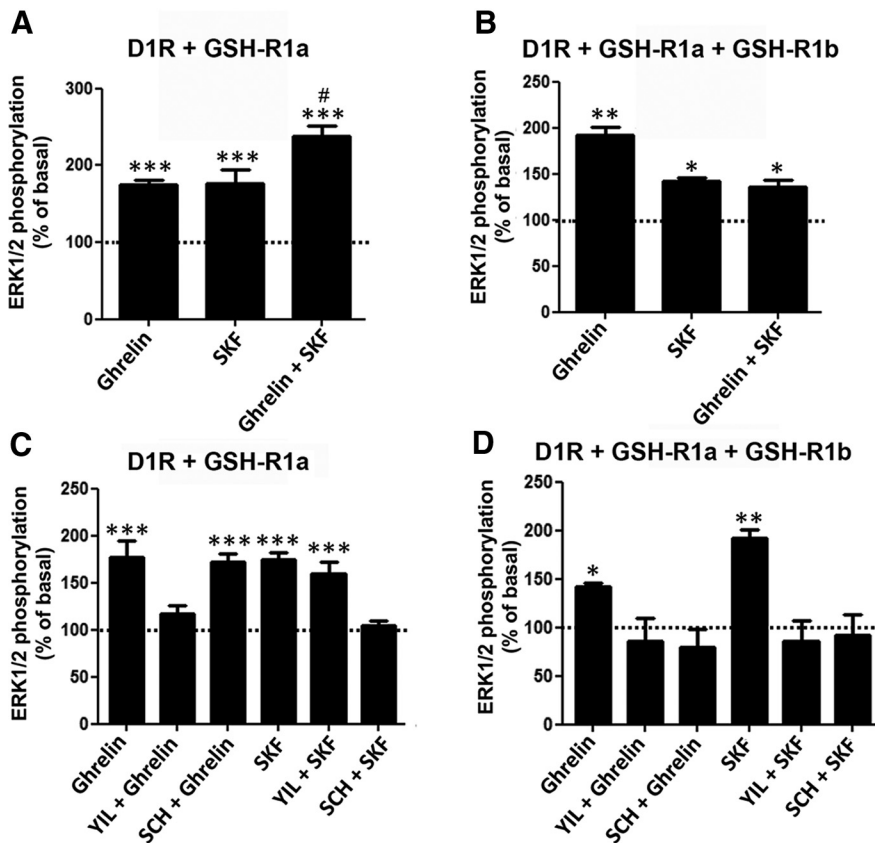 A
D1R + GSH-R1a
ERK1/2 phosphorylation
(% of basal)
300
200
100
0
***
***
#
***
Ghrelin
SKF
Ghrelin + SKF
B
D1R + GSH-R1a + GSH-R1b
ERK1/2 phosphorylation
(% of basal)
250
200
150
100
50
0
**
*
*
Ghrelin
SKF
Ghrelin + SKF
C
D1R + GSH-R1a
ERK1/2 phosphorylation
(% of basal)
250
200
150
100
50
0
***
***
***
***
Ghrelin
YIL + Ghrelin
SCH + Ghrelin
SKF
YIL + SKF
SCH + SKF
D
D1R + GSH-R1a + GSH-R1b
ERK1/2 phosphorylation
(% of basal)
250
200
150
100
50
0
*
**
Ghrelin
YIL + Ghrelin
SCH + Ghrelin
SKF
YIL + SKF
SCH + SKF